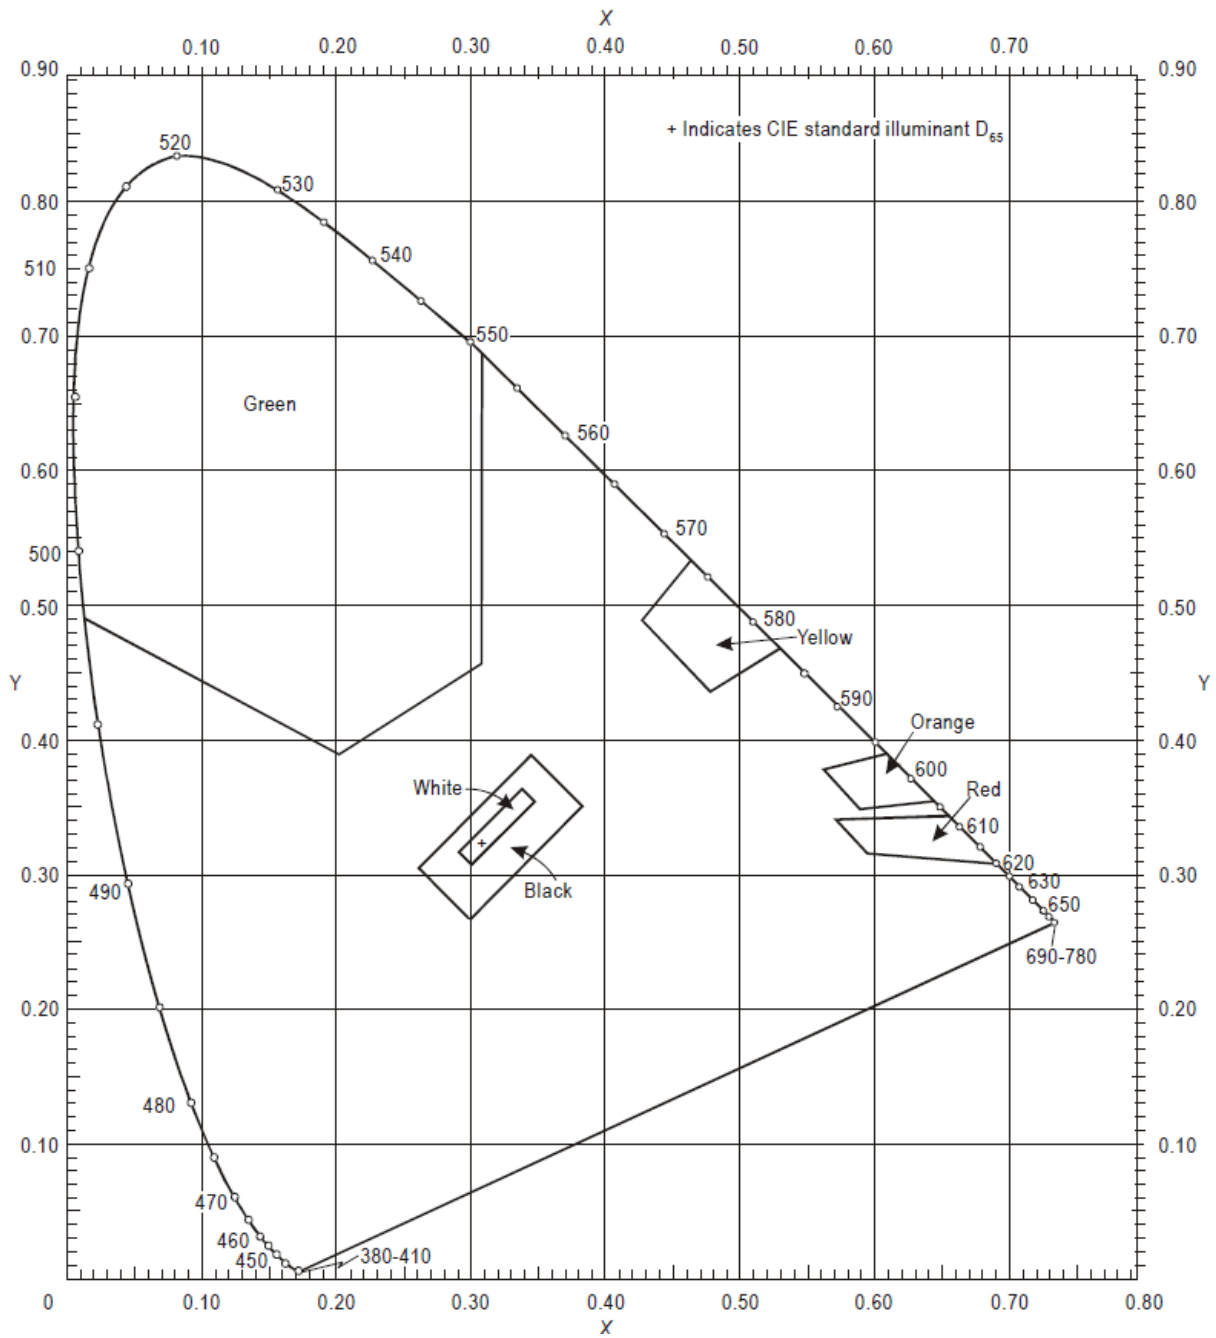 X
0.10 0.20 0.30 0.40 0.50 0.60 0.70
0.90 0.90
+ Indicates CIE standard illuminant D65
520
530
0.80 0.80
540
510
0.70 550 0.70
Green
560
0.60 0.60
570
500
0.50 0.50
580
Yellow
Y Y
590
Orange
0.40 0.40
600
White Red
610
620
0.30 630 0.30
490 Black
650
690-780
0.20 0.20
480
0.10 0.10
470
460
450 380-410
0 0.10 0.20 0.30 0.40 0.50 0.60 0.70 0.80
X